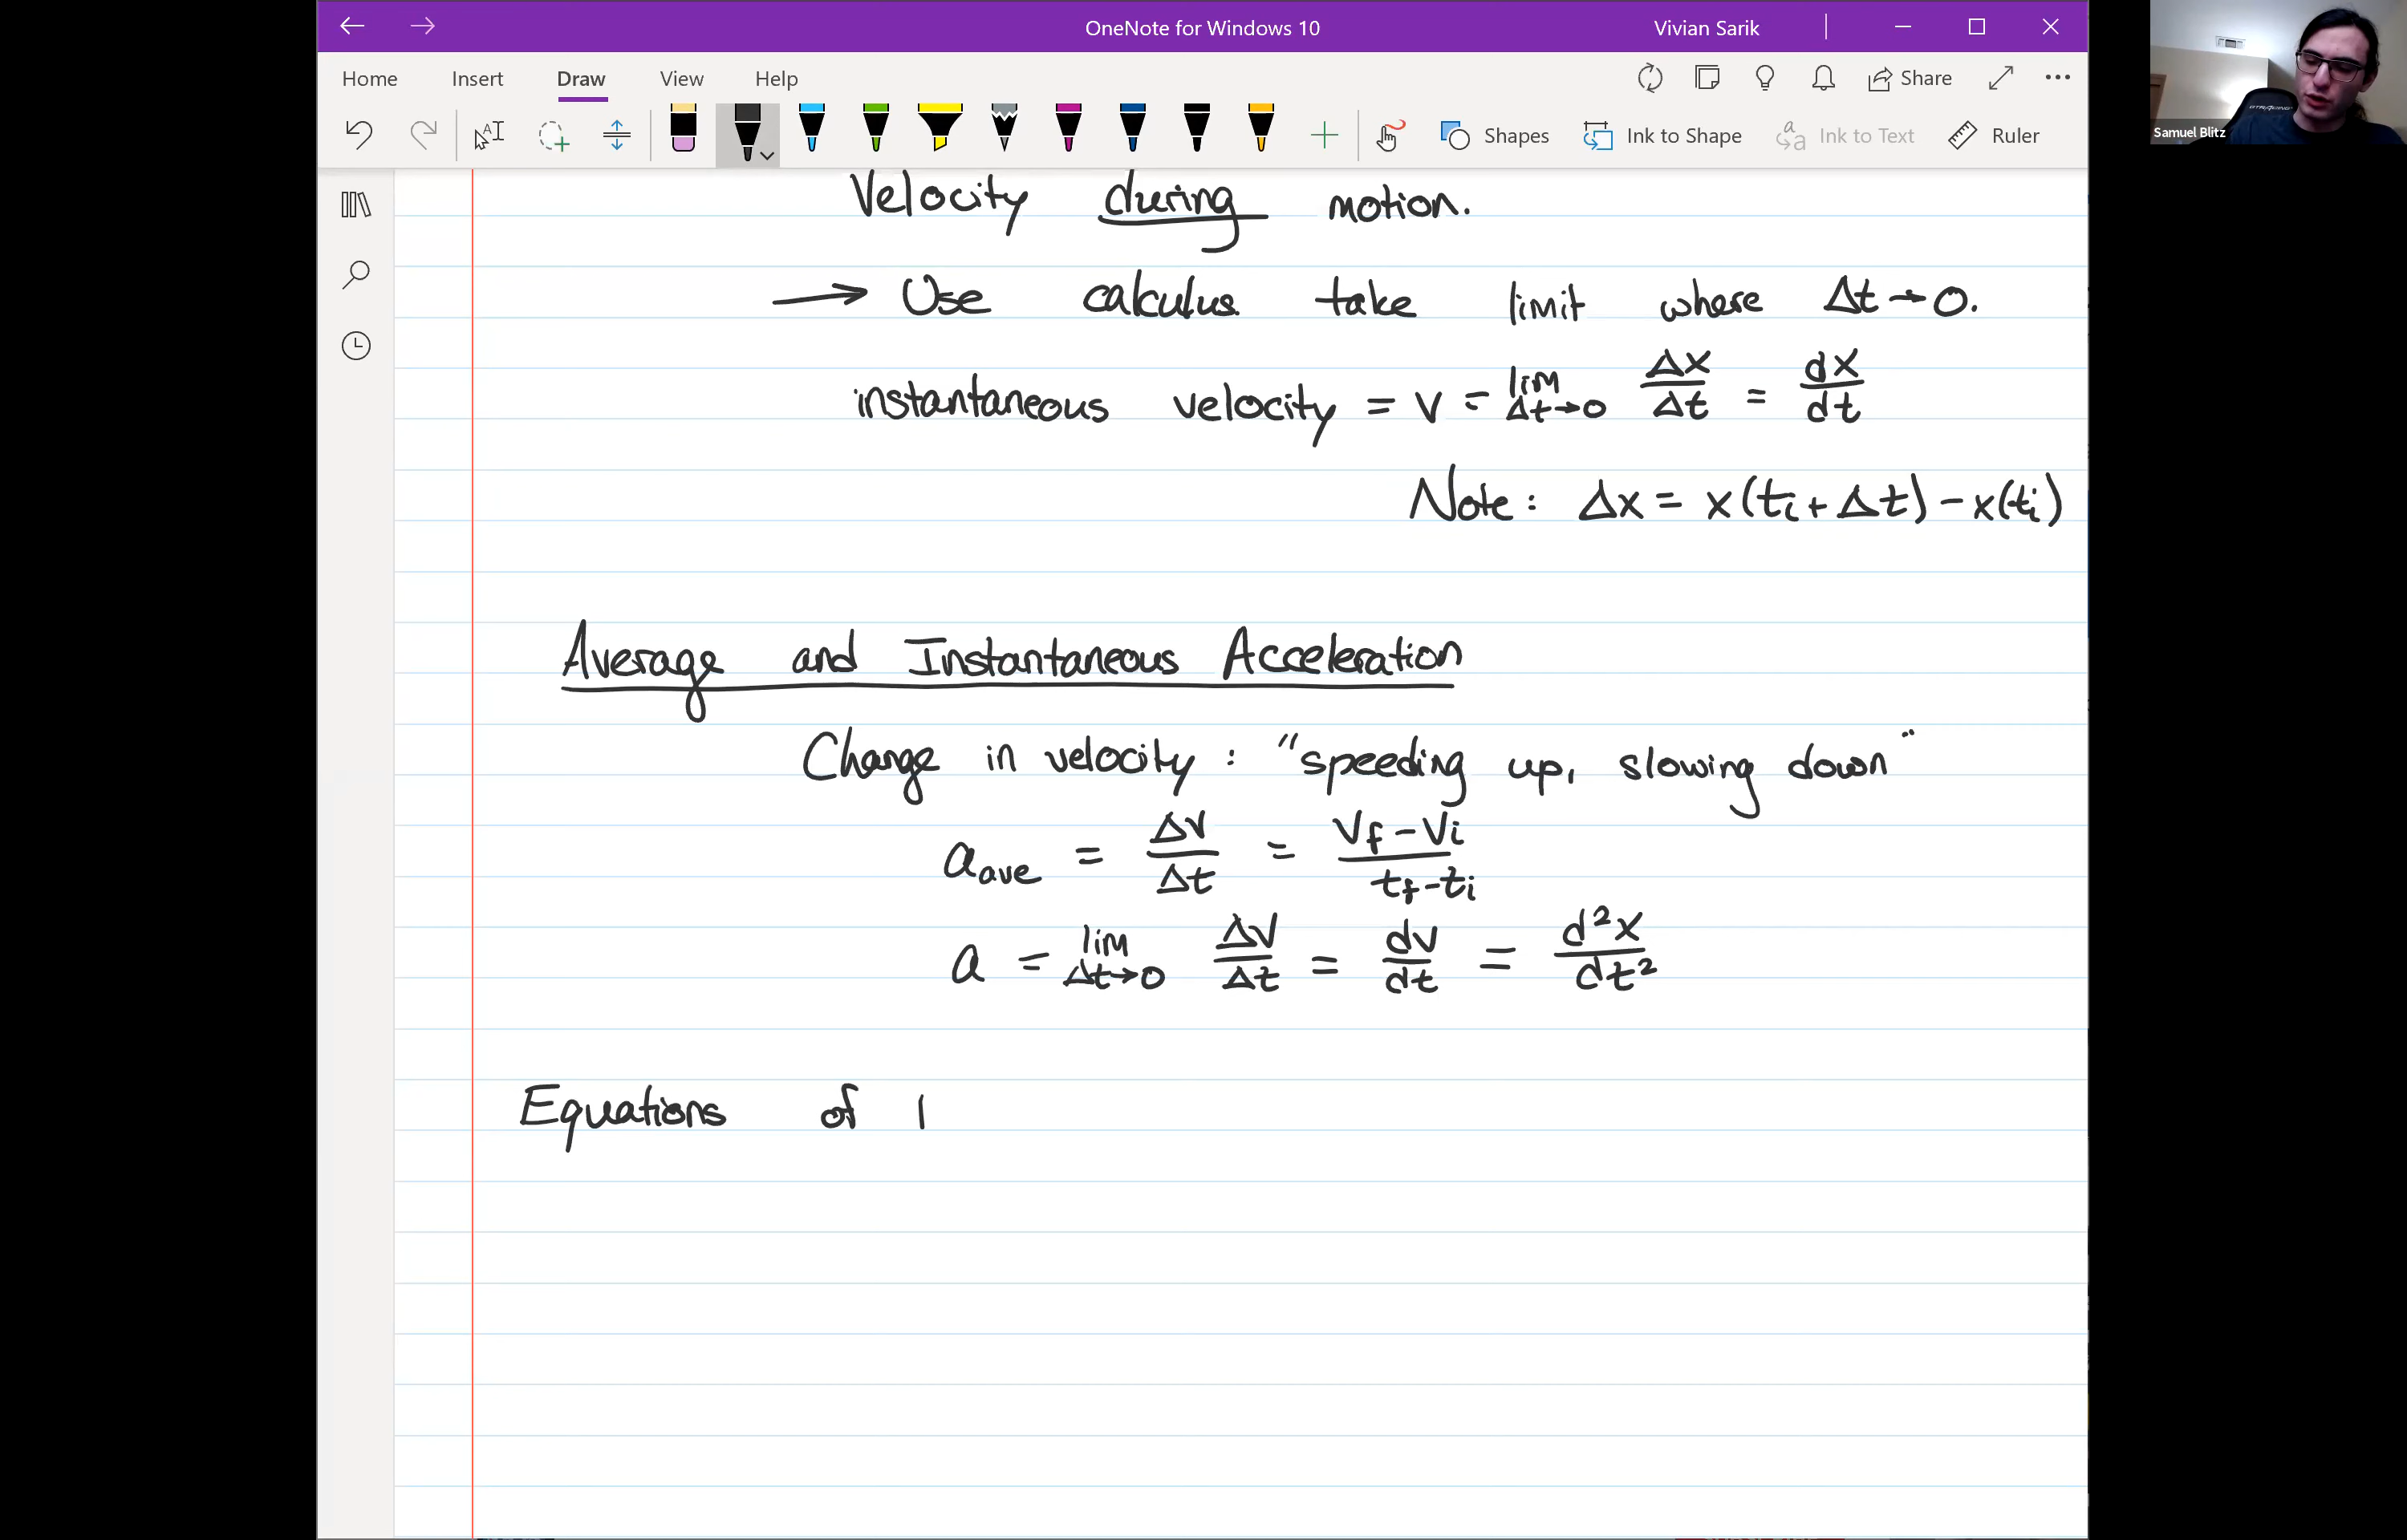 OneNote for Windows 10 Vivian Sarik
Home Insert Draw View Help Share
Shapes Ink to Shape Ink to Text Ruler
Samuel Blitz
Velocity during motion.
→ Use calculus take limit where Δt→0.
instantaneous velocity = v = lim Δt→0 Δx/Δt = dx/dt
Note: Δx = x(ti + Δt) - x(ti)
Average and Instantaneous Acceleration
Change in velocity: "speeding up, slowing down"
a ave = Δv/Δt = (Vf - Vi)/(tf - ti)
a = lim Δt→0 Δv/Δt = dv/dt = d²x/dt²
Equations of